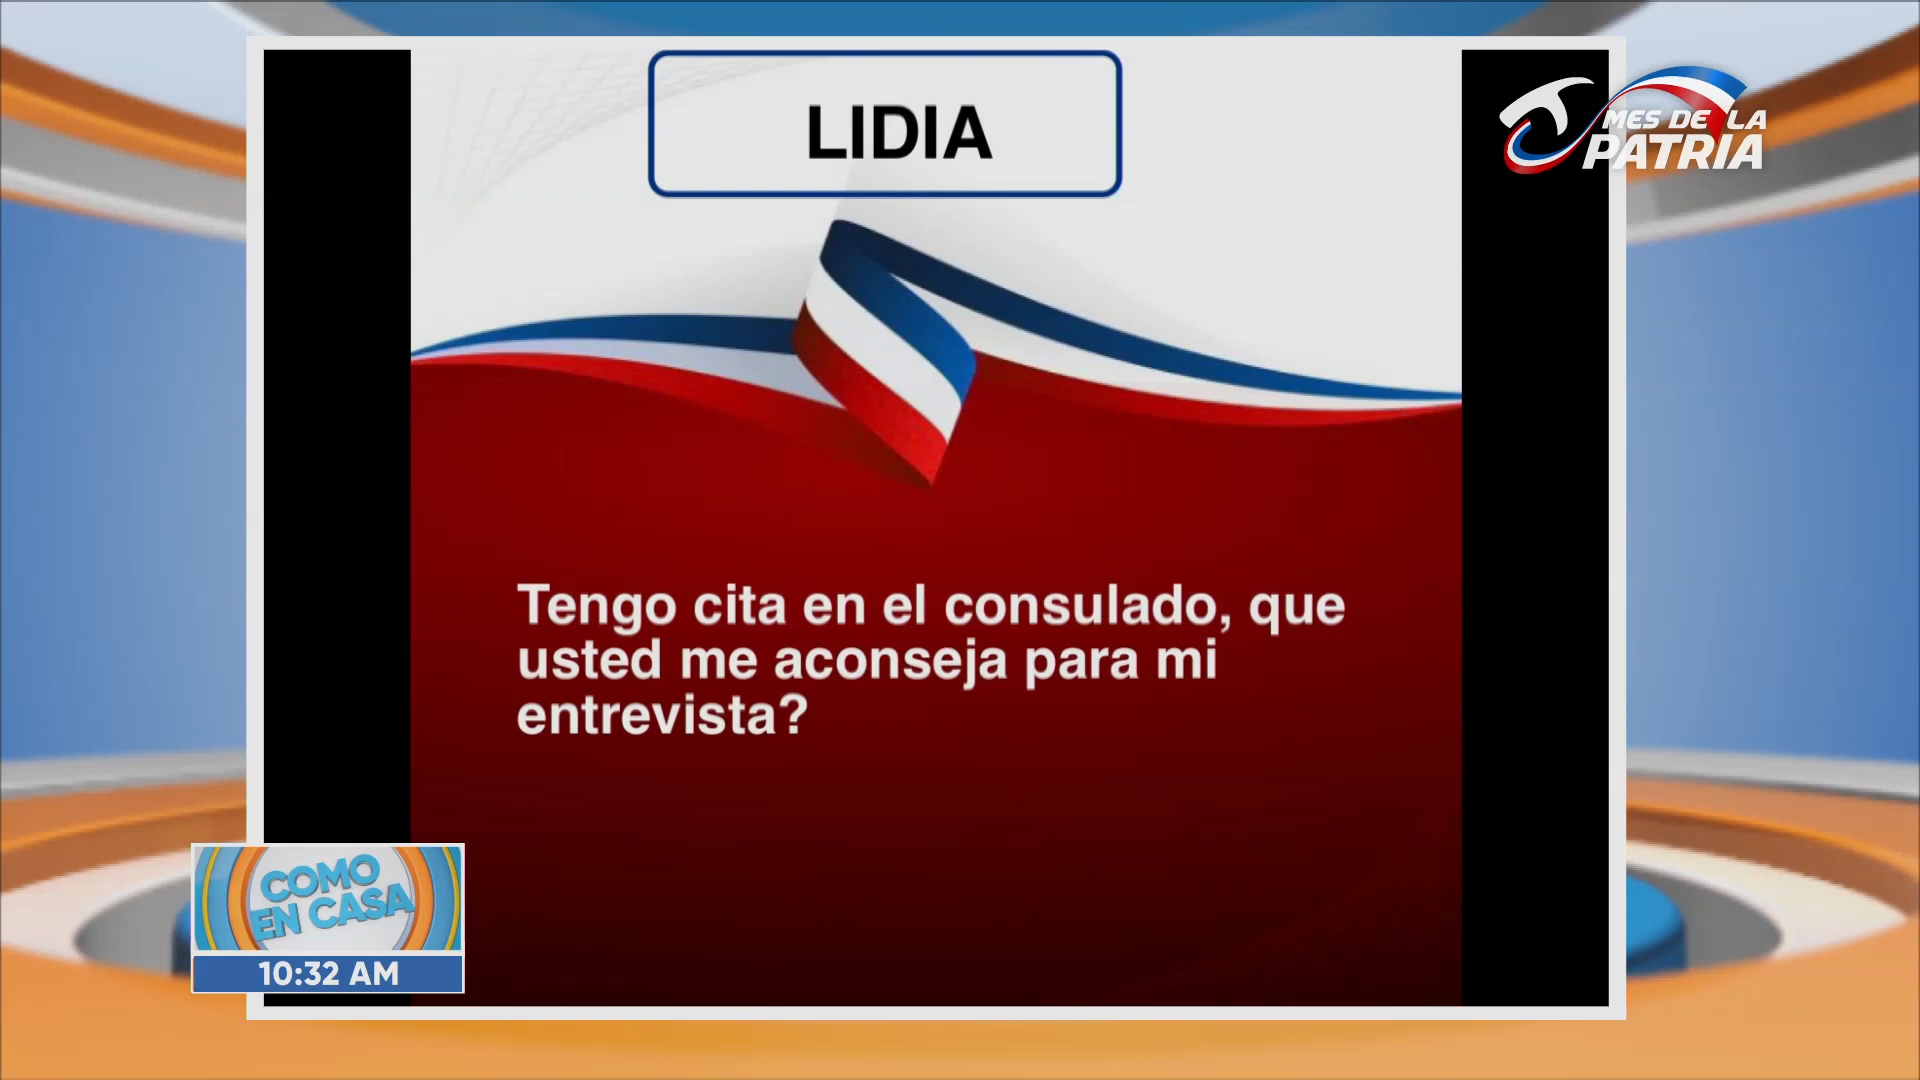 LIDIA
MES DE LA
PATRIA
Tengo cita en el consulado, que
usted me aconseja para mi
entrevista?
COMO
EN CASA
10:32 AM